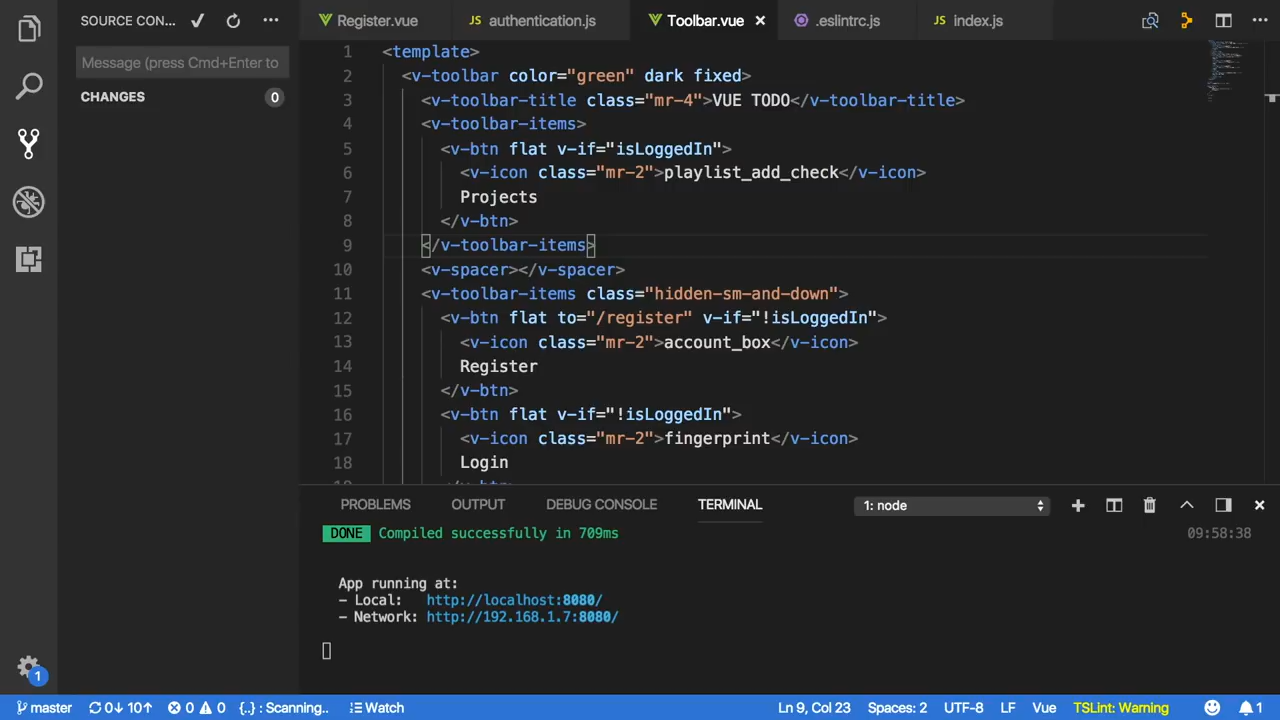 SOURCE CON...
Register.vue
JS authentication.js
Toolbar.vue
.eslintrc.js
JS index.js
Message (press Cmd+Enter to
CHANGES 0
1 <template>
2 <v-toolbar color="green" dark fixed>
3 <v-toolbar-title class="mr-4">VUE TODO</v-toolbar-title>
4 <v-toolbar-items>
5 <v-btn flat v-if="isLoggedIn">
6 <v-icon class="mr-2">playlist_add_check</v-icon>
7 Projects
8 </v-btn>
9 </v-toolbar-items>
10 <v-spacer></v-spacer>
11 <v-toolbar-items class="hidden-sm-and-down">
12 <v-btn flat to="/register" v-if="!isLoggedIn">
13 <v-icon class="mr-2">account_box</v-icon>
14 Register
15 </v-btn>
16 <v-btn flat v-if="!isLoggedIn">
17 <v-icon class="mr-2">fingerprint</v-icon>
18 Login
PROBLEMS OUTPUT DEBUG CONSOLE TERMINAL 1: node
DONE Compiled successfully in 709ms 09:58:38
App running at:
- Local: http://localhost:8080/
- Network: http://192.168.1.7:8080/
1
master 0↓ 10↑ 0 0 {..} : Scanning.. Watch Ln 9, Col 23 Spaces: 2 UTF-8 LF Vue TSLint: Warning 1